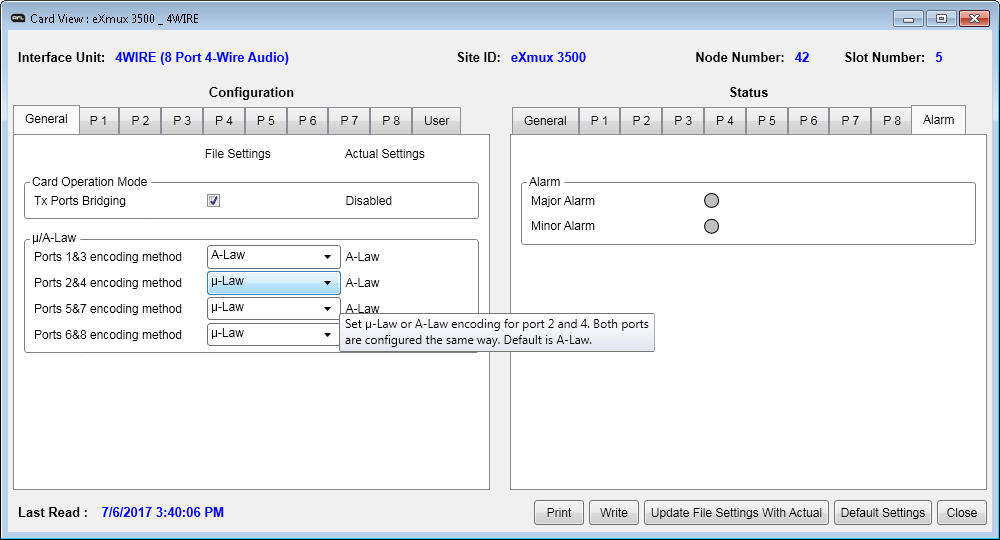 AFL Card View : eXmux 3500 _ 4WIRE
Interface Unit: 4WIRE (8 Port 4-Wire Audio) Site ID: eXmux 3500 Node Number: 42 Slot Number: 5
Configuration
General P 1 P 2 P 3 P 4 P 5 P 6 P 7 P 8 User
File Settings Actual Settings
Card Operation Mode
Tx Ports Bridging Disabled
µ/A-Law
Ports 1&3 encoding method A-Law A-Law
Ports 2&4 encoding method µ-Law A-Law
Ports 5&7 encoding method µ-Law A-Law
Ports 6&8 encoding method µ-Law
Set µ-Law or A-Law encoding for port 2 and 4. Both ports
are configured the same way. Default is A-Law.
Status
General P 1 P 2 P 3 P 4 P 5 P 6 P 7 P 8 Alarm
Alarm
Major Alarm
Minor Alarm
Last Read : 7/6/2017 3:40:06 PM
Print Write Update File Settings With Actual Default Settings Close